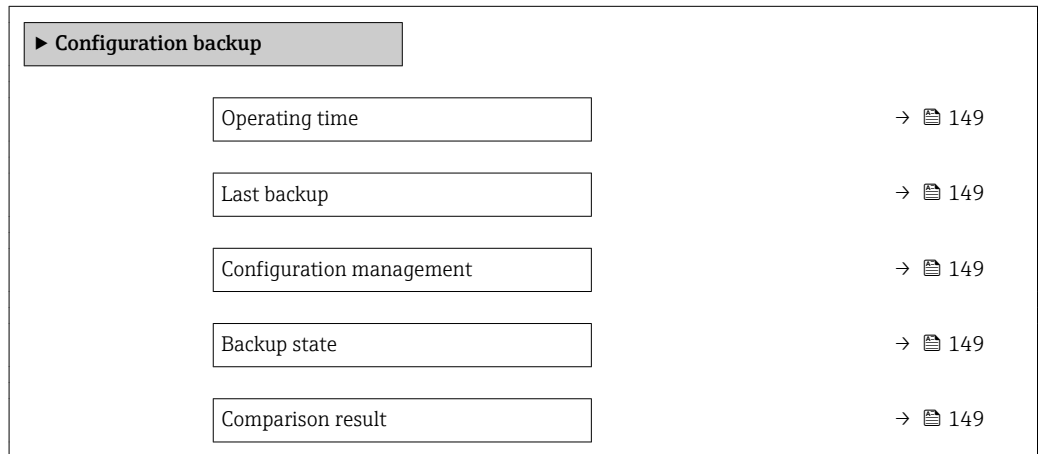 ▶ Configuration backup
Operating time → 149
Last backup → 149
Configuration management → 149
Backup state → 149
Comparison result → 149